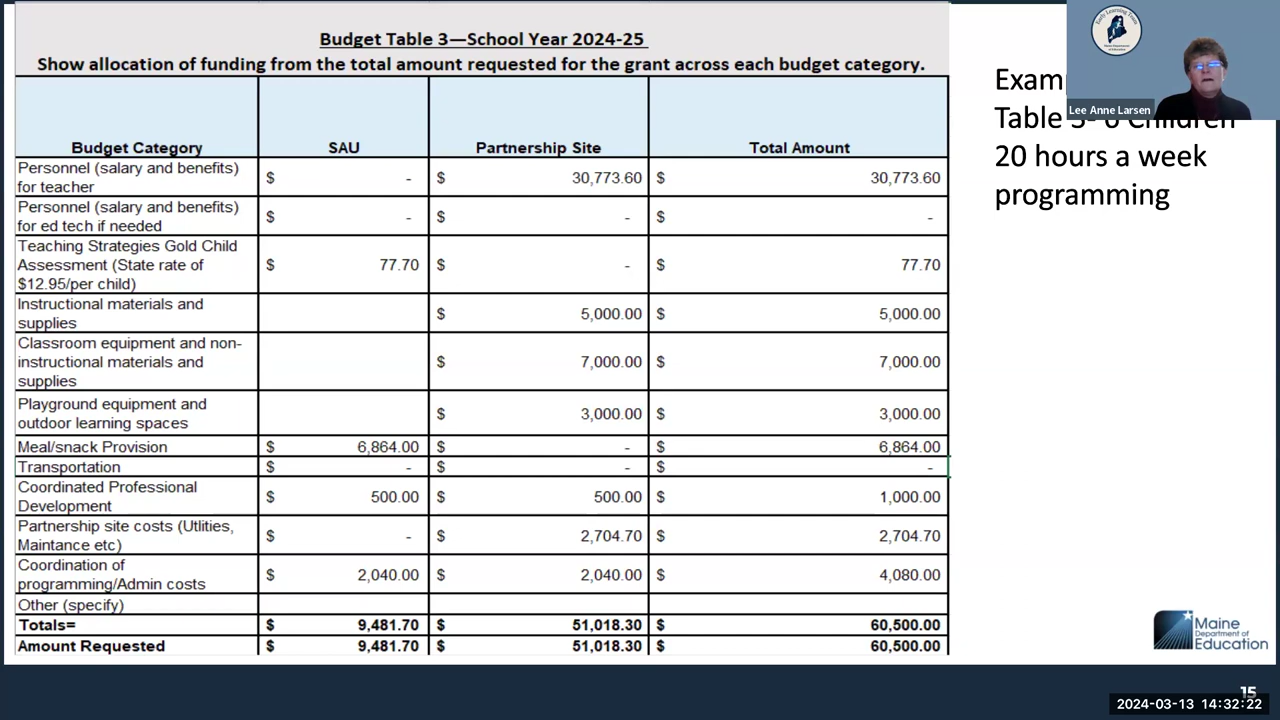 Budget Table 3—School Year 2024-25
Show allocation of funding from the total amount requested for the grant across each budget category.
Budget Category SAU Partnership Site Total Amount
Personnel (salary and benefits) for teacher $ - $ 30,773.60 $ 30,773.60
Personnel (salary and benefits) for ed tech if needed $ - $ - $ -
Teaching Strategies Gold Child Assessment (State rate of $12.95/per child) $ 77.70 $ - $ 77.70
Instructional materials and supplies $ 5,000.00 $ 5,000.00
Classroom equipment and non-instructional materials and supplies $ 7,000.00 $ 7,000.00
Playground equipment and outdoor learning spaces $ 3,000.00 $ 3,000.00
Meal/snack Provision $ 6,864.00 $ - $ 6,864.00
Transportation $ - $ - $ -
Coordinated Professional Development $ 500.00 $ 500.00 $ 1,000.00
Partnership site costs (Utlities, Maintance etc) $ - $ 2,704.70 $ 2,704.70
Coordination of programming/Admin costs $ 2,040.00 $ 2,040.00 $ 4,080.00
Other (specify)
Totals= $ 9,481.70 $ 51,018.30 $ 60,500.00
Amount Requested $ 9,481.70 $ 51,018.30 $ 60,500.00
Table
20 hours a week
programming
Early Learning Team
Maine Department of Education
Lee Anne Larsen
Maine
Department of
Education
15
2024-03-13 14:32:22